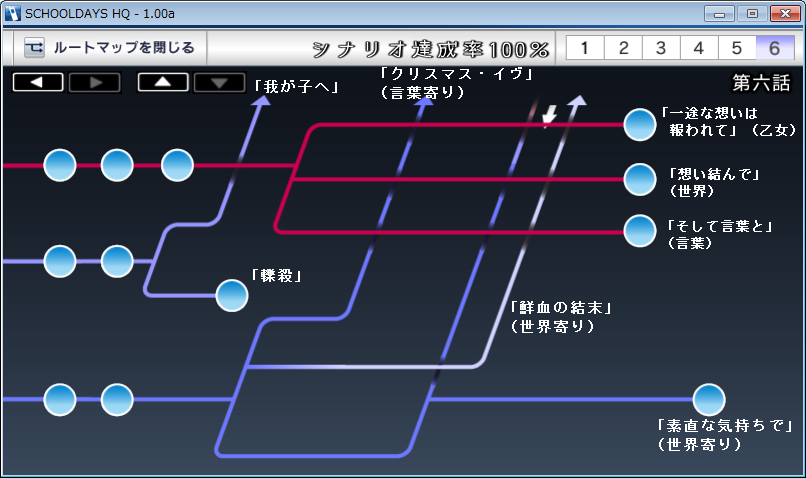 SCHOOLDAYS HQ - 1.00a
ルートマップを閉じる
シナリオ達成率100%
1 2 3 4 5 6
第六話
「我が子へ」
「クリスマス・イヴ」
(言葉寄り)
「一途な想いは
報われて」(乙女)
「想い結んで」
(世界)
「そして言葉と」
(言葉)
「轢殺」
「鮮血の結末」
(世界寄り)
「素直な気持ちで」
(世界寄り)